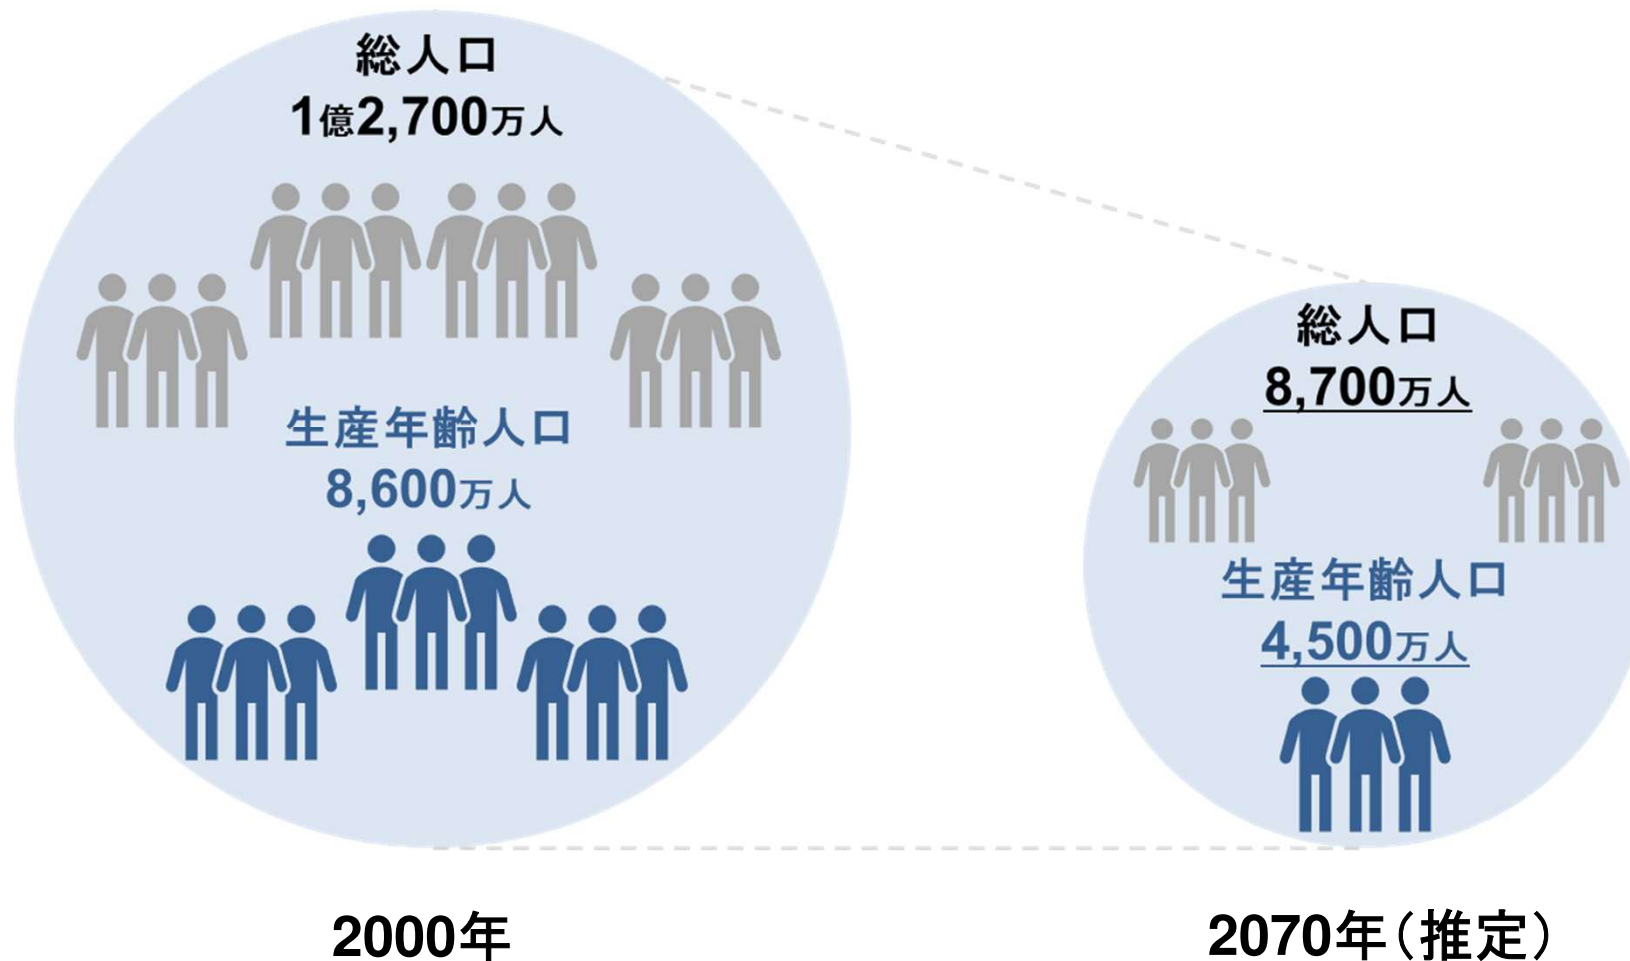 総人口
1億2,700万人
生産年齢人口
8,600万人
2000年
総人口
8,700万人
生産年齢人口
4,500万人
2070年（推定）